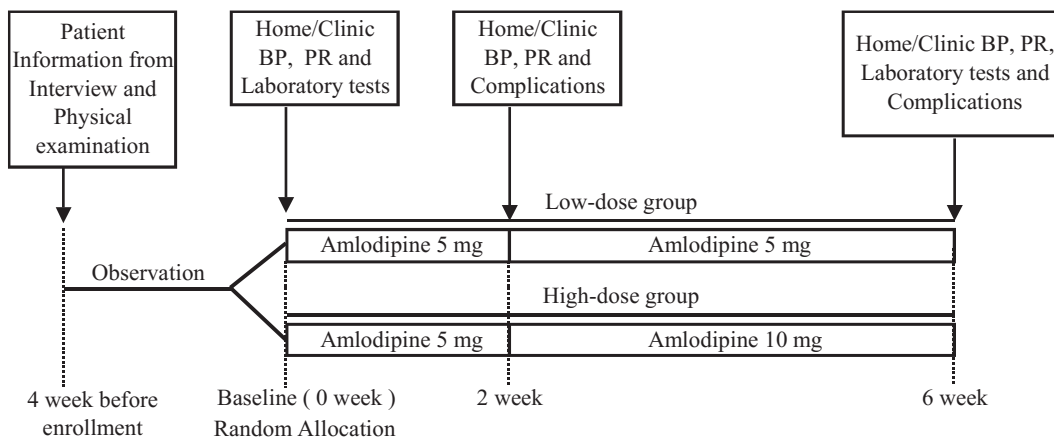 Patient
Information from
Interview and
Physical
examination
Home/Clinic
BP, PR and
Laboratory tests
Home/Clinic
BP, PR and
Complications
Home/Clinic BP, PR,
Laboratory tests and
Complications
Low-dose group
Amlodipine 5 mg
Amlodipine 5 mg
Observation
High-dose group
Amlodipine 5 mg
Amlodipine 10 mg
4 week before
enrollment
Baseline ( 0 week )
Random Allocation
2 week
6 week